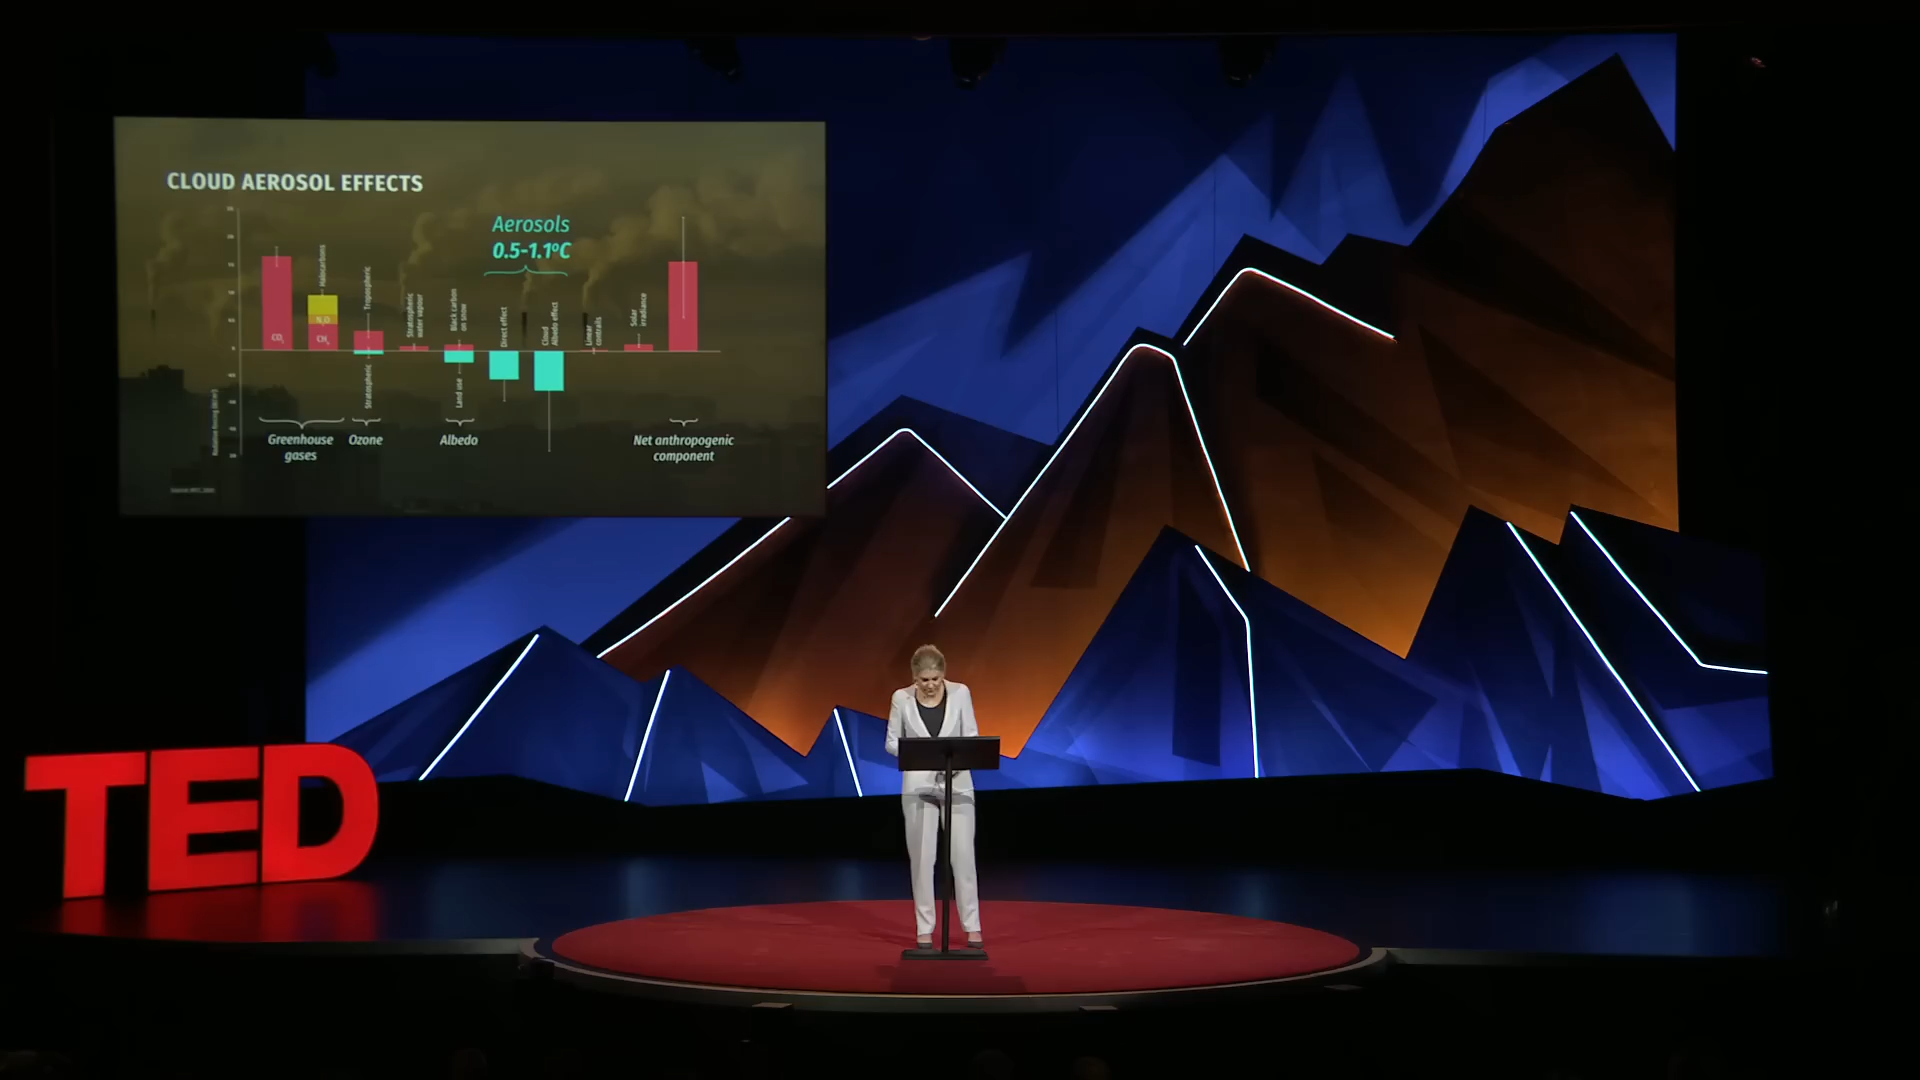 CLOUD AEROSOL EFFECTS
Aerosols
0.5-1.1ºC
Halocarbons
Tropospheric
Stratospheric
water vapour
Black carbon
on snow
Direct effect
Cloud
Albedo effect
Linear
contrails
Solar
irradiance
CO2
N2O
CH4
Stratospheric
Land use
Greenhouse
gases
Ozone
Albedo
Net anthropogenic
component
TED